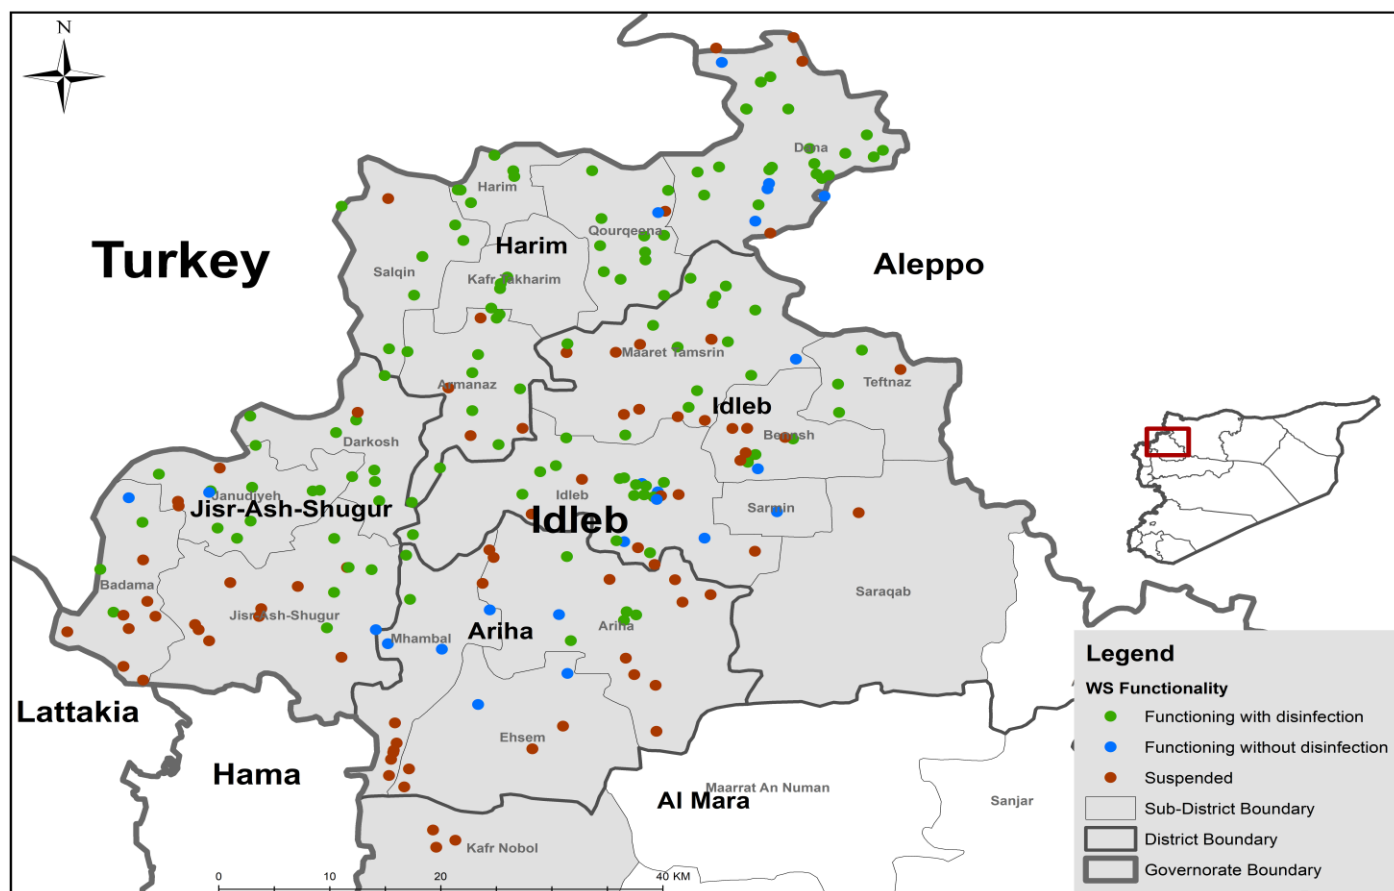 N
Dana
Harim
Turkey
Harim
Qourqeena
Aleppo
Salqin
Kafr Takharim
Maaret Tamsrin
Teftnaz
Armanaz
Idleb
Darkosh
Beensh
Janudiyeh
Jisr-Ash-Shugur
Idleb
Idleb
Sarmin
Badama
Saraqab
Jisr-Ash-Shugur
Mhambal
Ariha
Ariha
Lattakia
Ehsem
Hama
Al Mara
Maarrat An Numan
Sanjar
Kafr Nobol
0 20 40 KM
Legend
WS Functionality
Functioning with disinfection
Functioning without disinfection
Suspended
Sub-District Boundary
District Boundary
Governorate Boundary